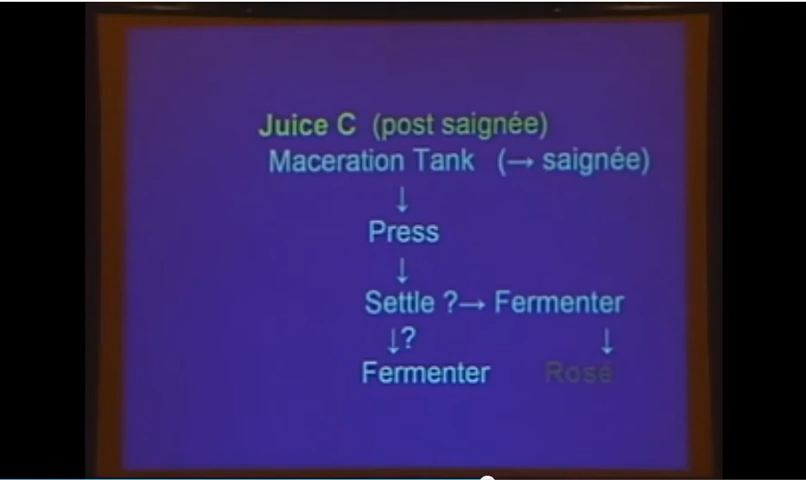 Juice C (post saignée)
Maceration Tank (→ saignée)
↓
Press
↓
Settle ?→ Fermenter
↓? ↓
Fermenter Rosé